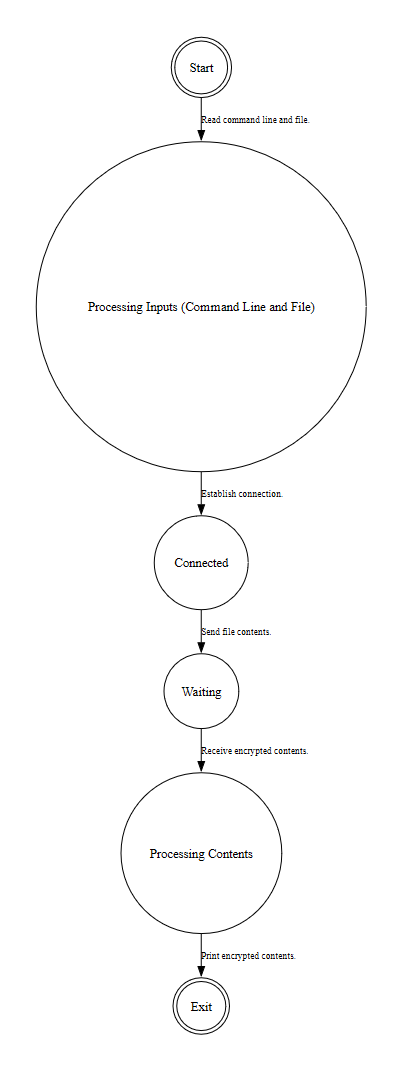 Start
Read command line and file.
Processing Inputs (Command Line and File)
Establish connection.
Connected
Send file contents.
Waiting
Receive encrypted contents.
Processing Contents
Print encrypted contents.
Exit